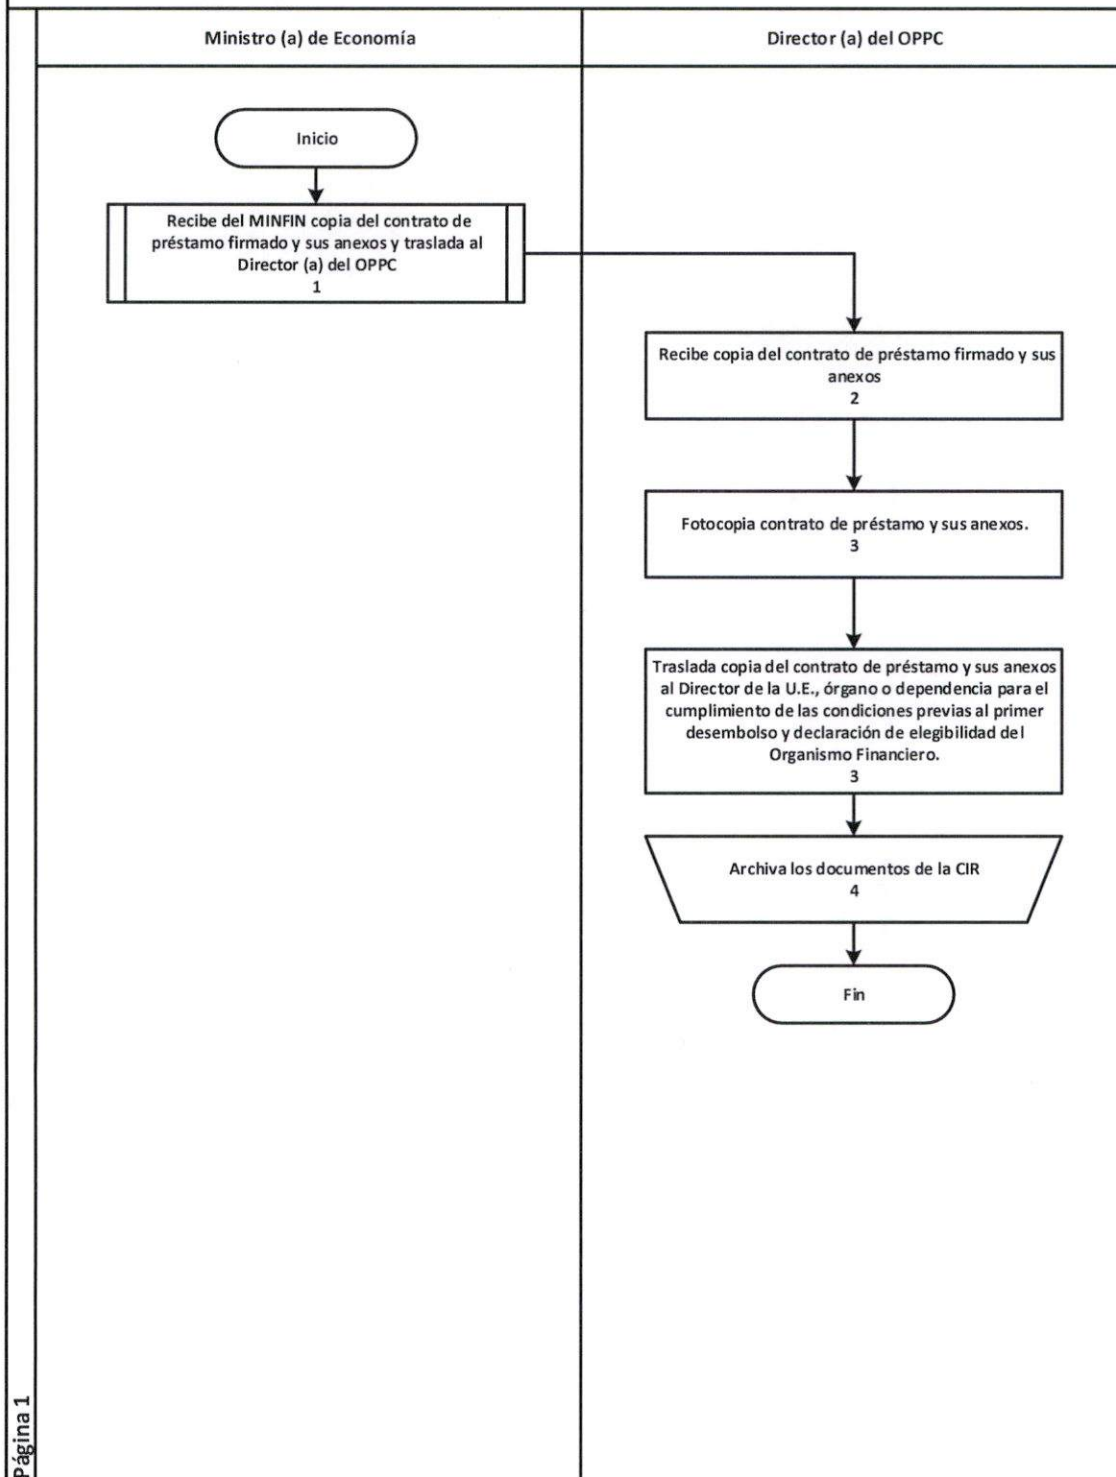 Ministro (a) de Economía
Director (a) del OPPC
Inicio
Recibe del MINFIN copia del contrato de
préstamo firmado y sus anexos y traslada al
Director (a) del OPPC
1
Recibe copia del contrato de préstamo firmado y sus
anexos
2
Fotocopia contrato de préstamo y sus anexos.
3
Traslada copia del contrato de préstamo y sus anexos
al Director de la U.E., órgano o dependencia para el
cumplimiento de las condiciones previas al primer
desembolso y declaración de elegibilidad del
Organismo Financiero.
3
Archiva los documentos de la CIR
4
Fin
Página 1